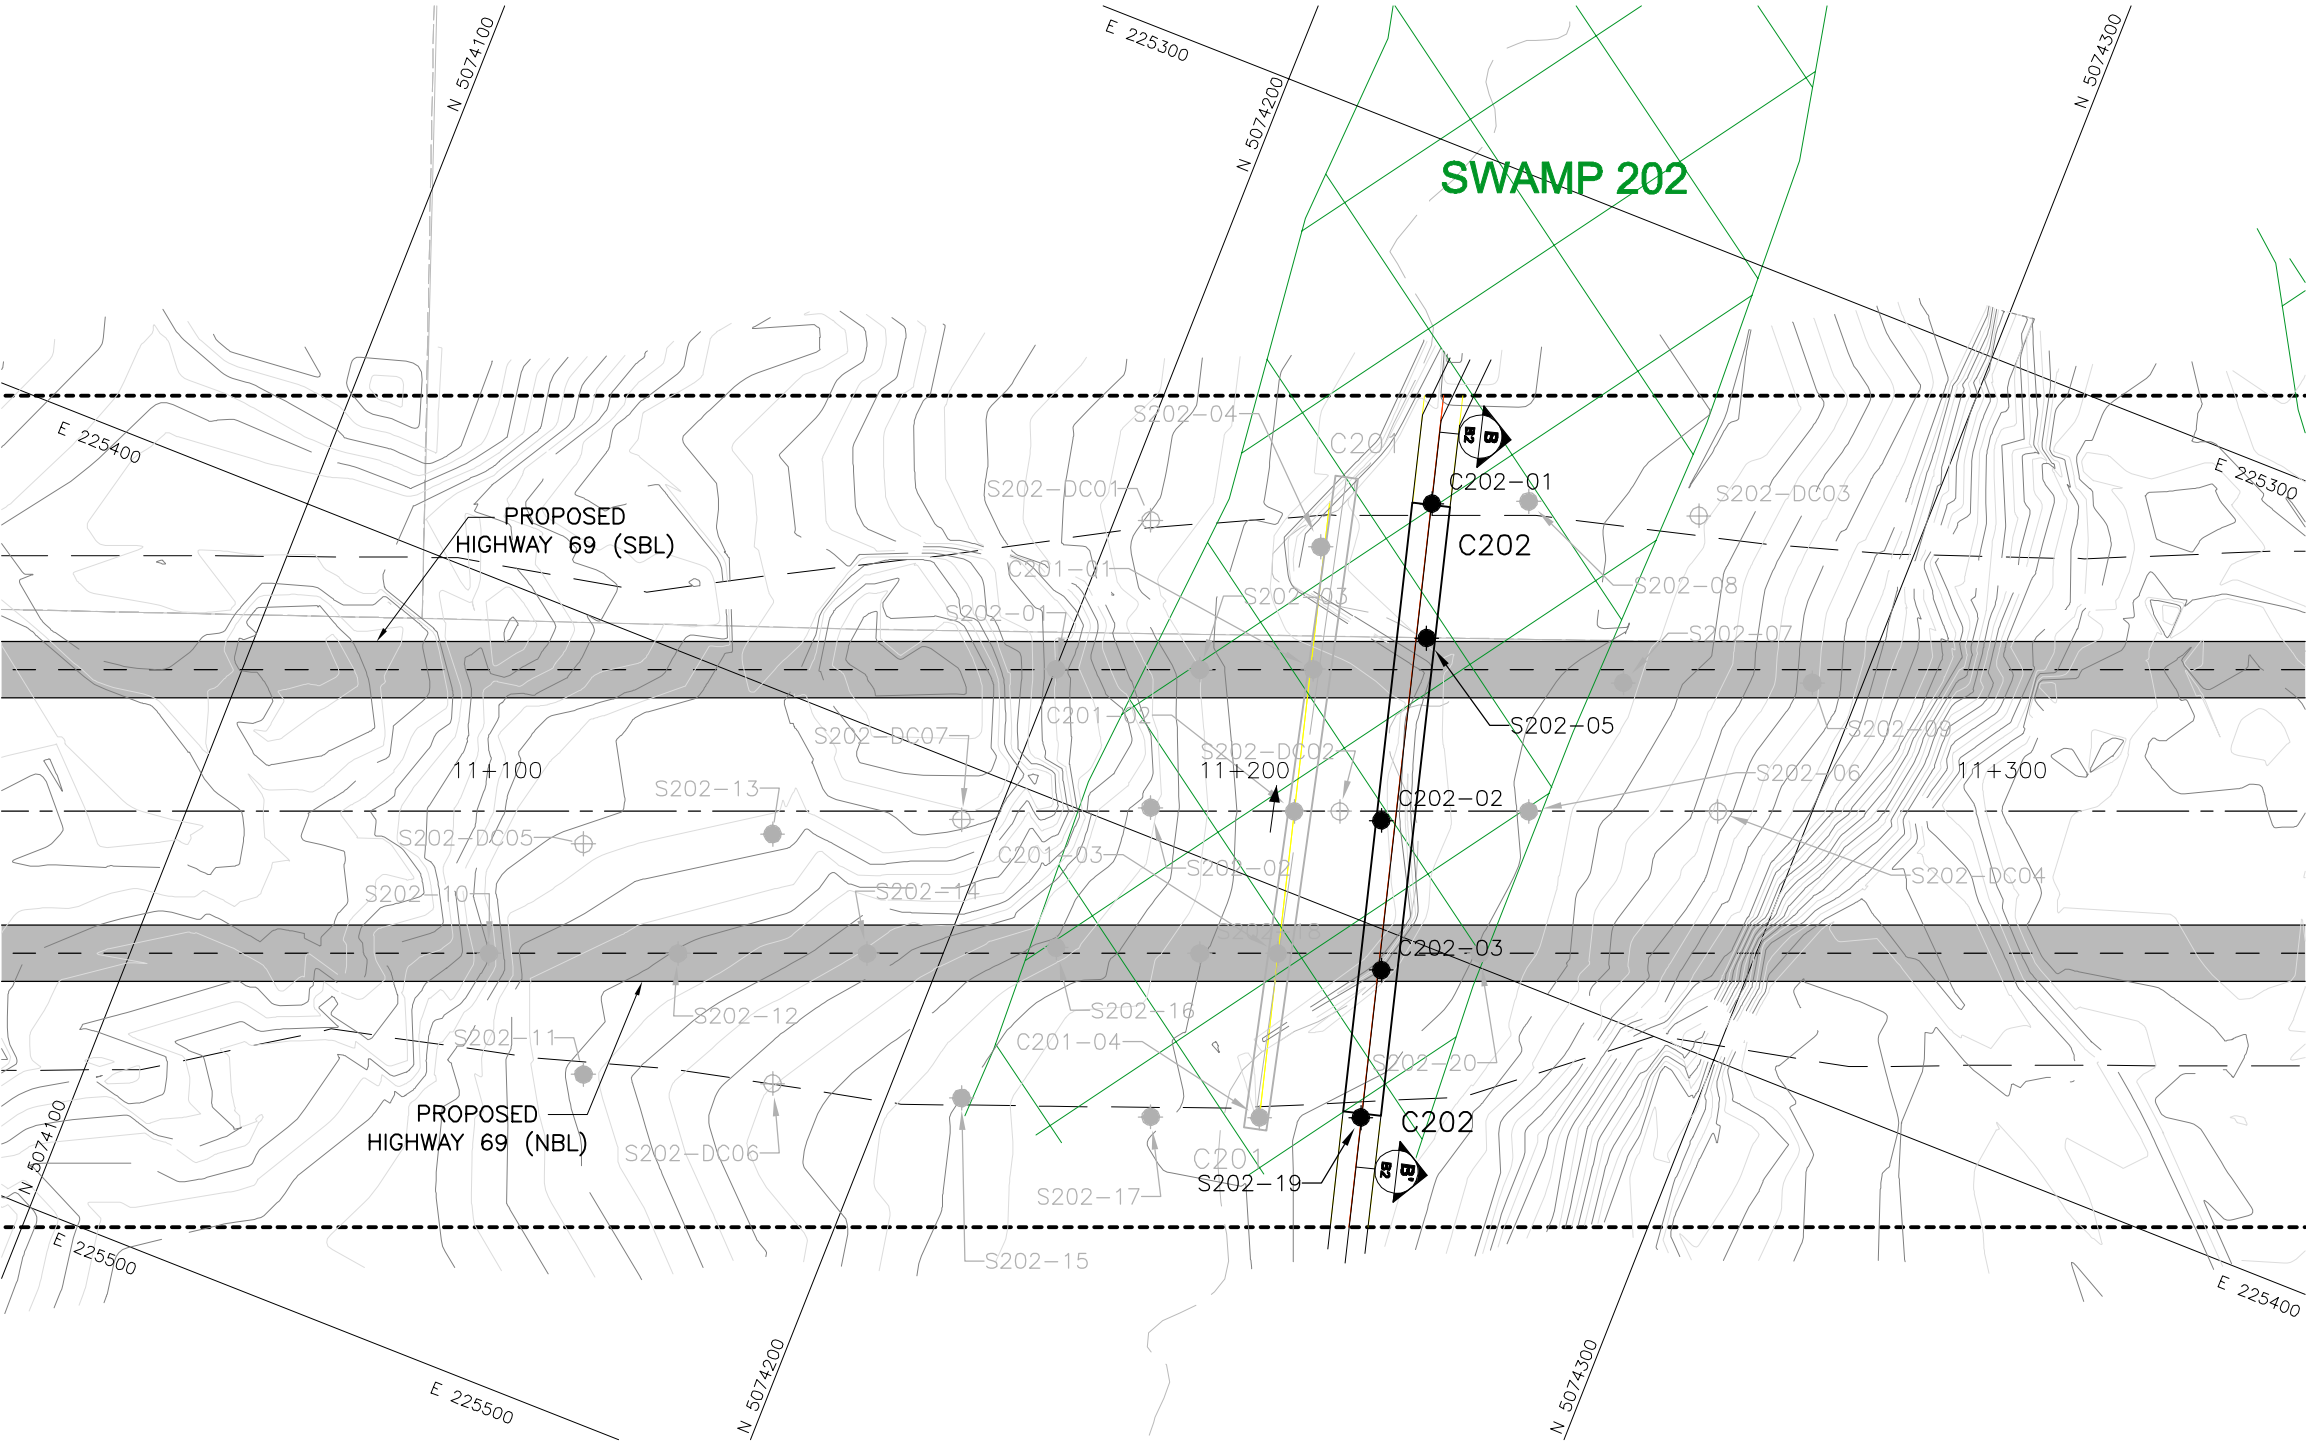 N 5074100
E 225300
N 5074200
N 5074300
SWAMP 202
E 225400
S202-04
C201
B
B2
E 225300
C202-01
S202-DC01
S202-DC03
PROPOSED
HIGHWAY 69 (SBL)
C202
C201-01
S202-08
S202-03
S202-01
S202-07
C201-02
S202-05
S202-09
S202-DC07
S202-DC02
11+100
11+200
S202-06
11+300
S202-13
C202-02
S202-DC05
C201-03
S202-02
S202-DC04
S202-10
S202-14
C202-03
S202-12
S202-16
S202-11
C201-04
S202-20
N 5074100
PROPOSED
HIGHWAY 69 (NBL)
C202
S202-DC06
C201
B'
B2
S202-19
S202-17
E 225500
S202-15
E 225400
N 5074200
N 5074300
E 225500